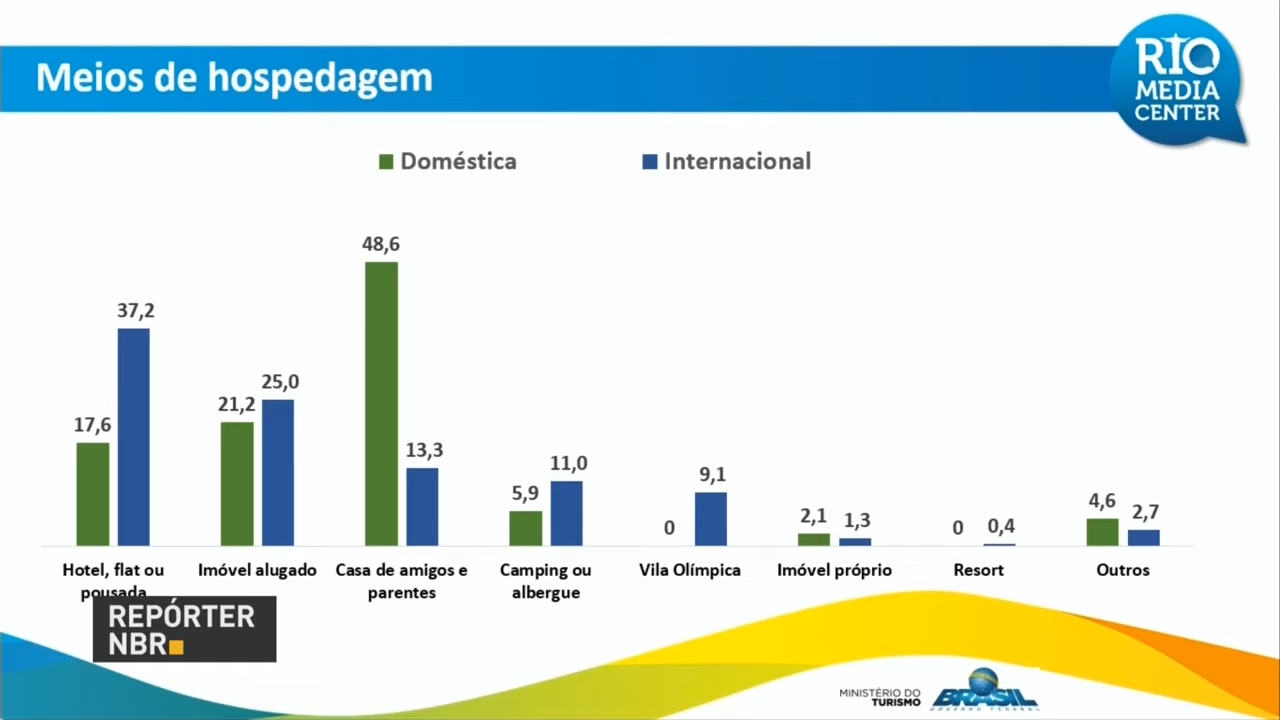 Meios de hospedagem
RIO
MEDIA
CENTER
Doméstica
Internacional
48,6
37,2
25,0
21,2
17,6
13,3
11,0
9,1
5,9
0
2,1
1,3
0
0,4
4,6
2,7
Hotel, flat ou
pousada
Imóvel alugado
Casa de amigos e
parentes
Camping ou
albergue
Vila Olímpica
Imóvel próprio
Resort
Outros
REPÓRTER
NBR
MINISTÉRIO DO
TURISMO
BRASIL
GOVERNO FEDERAL